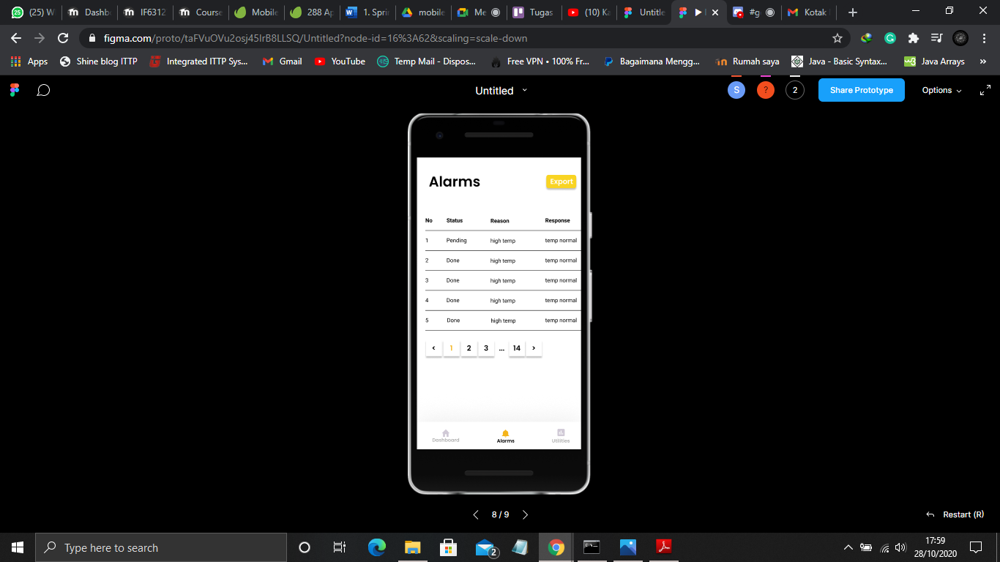 (25) W
Dashb
IF6312
Course
Mobile
288 Ap
1. Sprin
mobile
Me
Tugas
(10) Ka
Untitle
#g
Kotak
figma.com/proto/taFVuOVu2osj45IrB8LLSQ/Untitled?node-id=16%3A62&scaling=scale-down
Apps
Shine blog ITTP
Integrated ITTP Sys...
Gmail
YouTube
Temp Mail - Dispos...
Free VPN • 100% Fr...
Bagaimana Mengg...
Rumah saya
Java - Basic Syntax...
Java Arrays
»
Untitled
S
?
2
Share Prototype
Options
Alarms
Export
No Status Reason Response
1 Pending high temp temp normal
2 Done high temp temp normal
3 Done high temp temp normal
4 Done high temp temp normal
5 Done high temp temp normal
< 1 2 3 ... 14 >
Dashboard
Alarms
Utilities
8 / 9
Restart (R)
Type here to search
2
17:59
28/10/2020